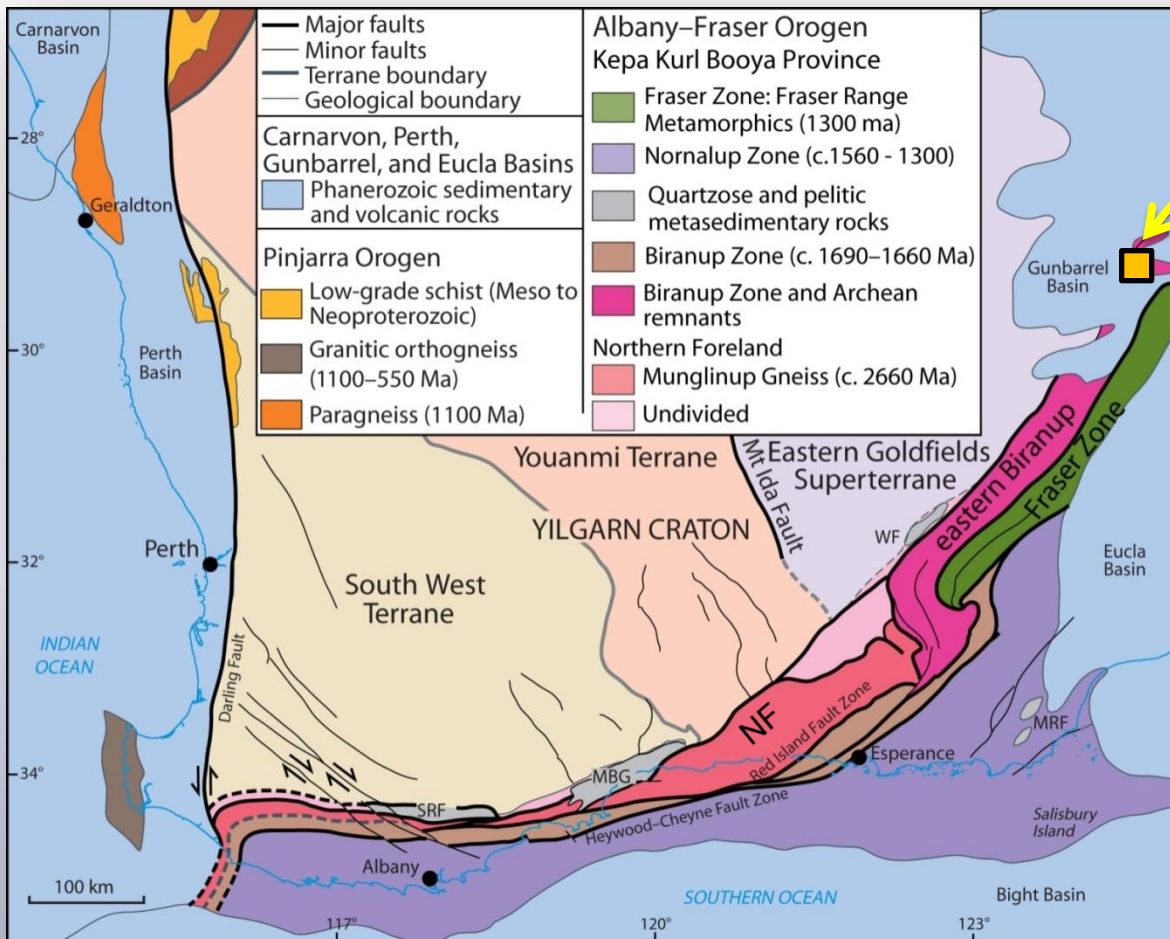 Carnarvon
Basin
28°
Geraldton
Perth
Basin
30°
Perth
32°
INDIAN
OCEAN
34°
100 km
Major faults
Minor faults
Terrane boundary
Geological boundary
Carnarvon, Perth,
Gunbarrel, and Eucla Basins
Phanerozoic sedimentary
and volcanic rocks
Pinjarra Orogen
Low-grade schist (Meso to
Neoproterozoic)
Granitic orthogneiss
(1100–550 Ma)
Paragneiss (1100 Ma)
Albany–Fraser Orogen
Kepa Kurl Booya Province
Fraser Zone: Fraser Range
Metamorphics (1300 ma)
Nornalup Zone (c.1560 - 1300)
Quartzose and pelitic
metasedimentary rocks
Biranup Zone (c. 1690–1660 Ma)
Biranup Zone and Archean
remnants
Northern Foreland
Munglinup Gneiss (c. 2660 Ma)
Undivided
Gunbarrel
Basin
Youanmi Terrane
Mt Ida Fault
Eastern Goldfields
Superterrane
YILGARN CRATON
WF
eastern Biranup
Fraser Zone
Eucla
Basin
South West
Terrane
Darling Fault
NF
Red Island Fault Zone
Esperance
MRF
MBG
SRF
Heywood–Cheyne Fault Zone
Salisbury
Island
Albany
SOUTHERN OCEAN
Bight Basin
117°
120°
123°